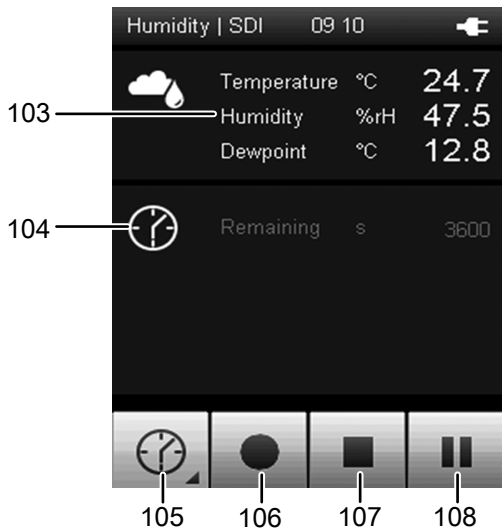 Humidity | SDI 09 10
Temperature °C 24.7
103 Humidity %rH 47.5
Dewpoint °C 12.8
104 Remaining s 3600
105 106 107 108